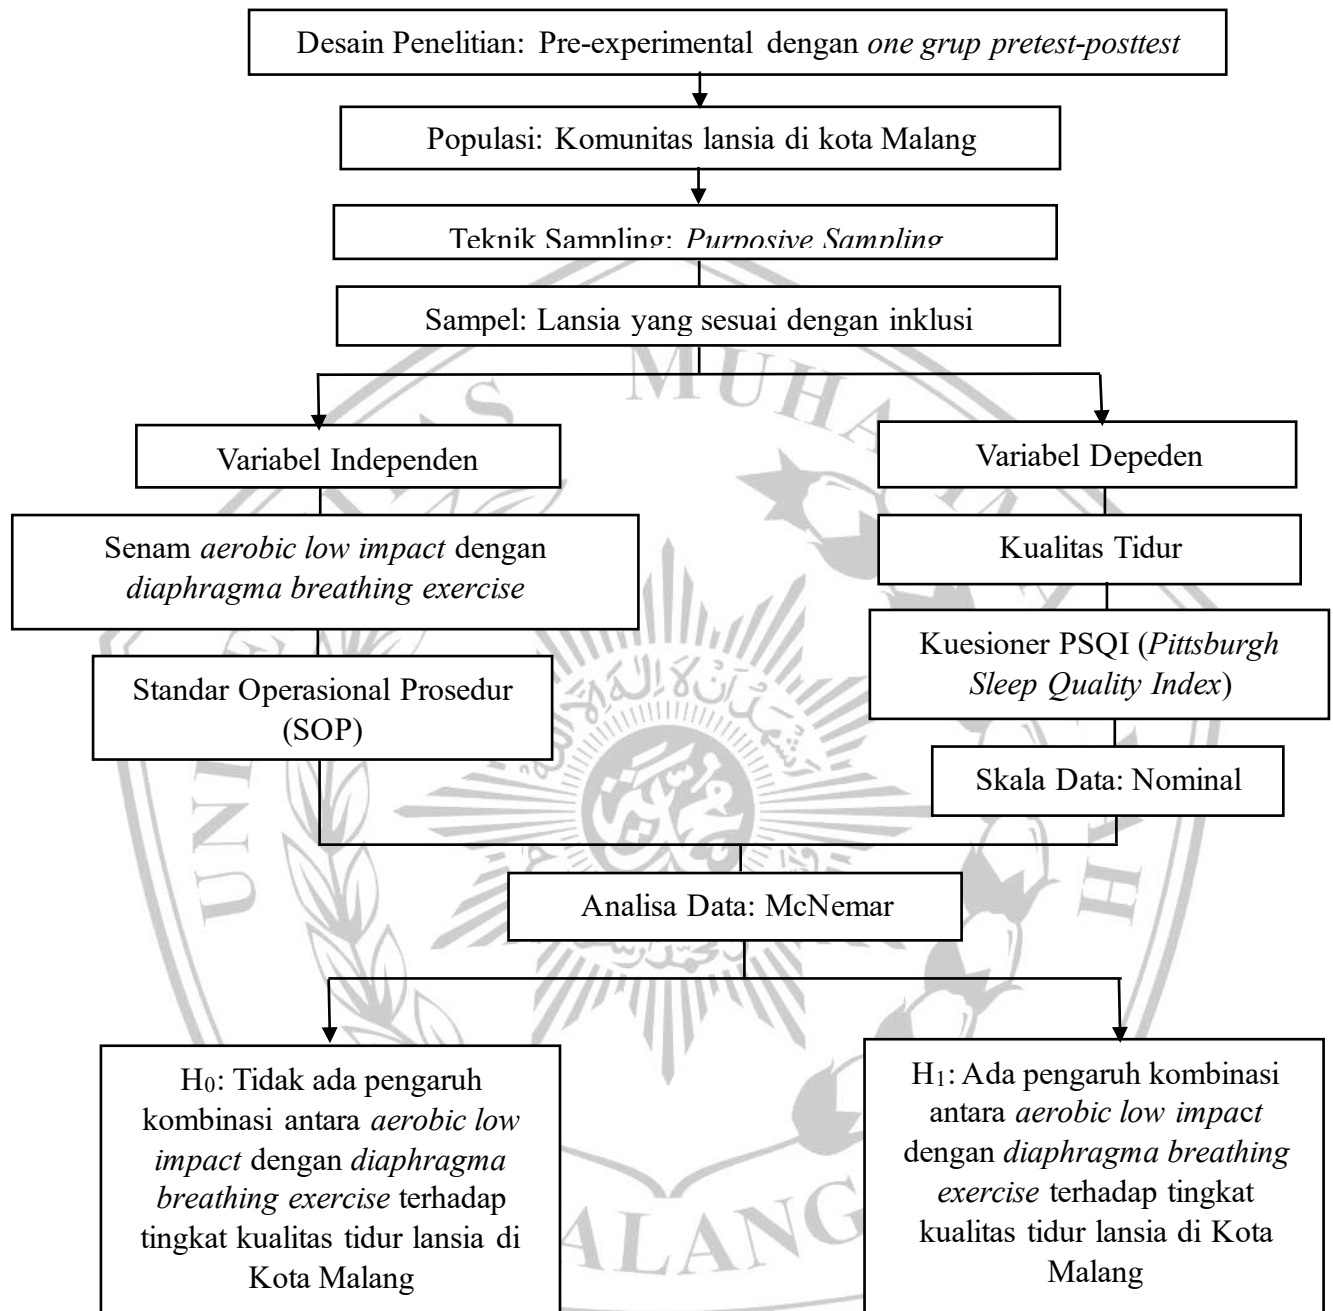 Desain Penelitian: Pre-experimental dengan one grup pretest-posttest
Populasi: Komunitas lansia di kota Malang
Teknik Sampling: Purposive Sampling
Sampel: Lansia yang sesuai dengan inklusi
Variabel Independen
Variabel Depeden
Senam aerobic low impact dengan
diaphragma breathing exercise
Kualitas Tidur
Standar Operasional Prosedur
(SOP)
Kuesioner PSQI (Pittsburgh
Sleep Quality Index)
Skala Data: Nominal
Analisa Data: McNemar
H₀: Tidak ada pengaruh
kombinasi antara aerobic low
impact dengan diaphragma
breathing exercise terhadap
tingkat kualitas tidur lansia di
Kota Malang
H₁: Ada pengaruh kombinasi
antara aerobic low impact
dengan diaphragma breathing
exercise terhadap tingkat
kualitas tidur lansia di Kota
Malang
MALANG